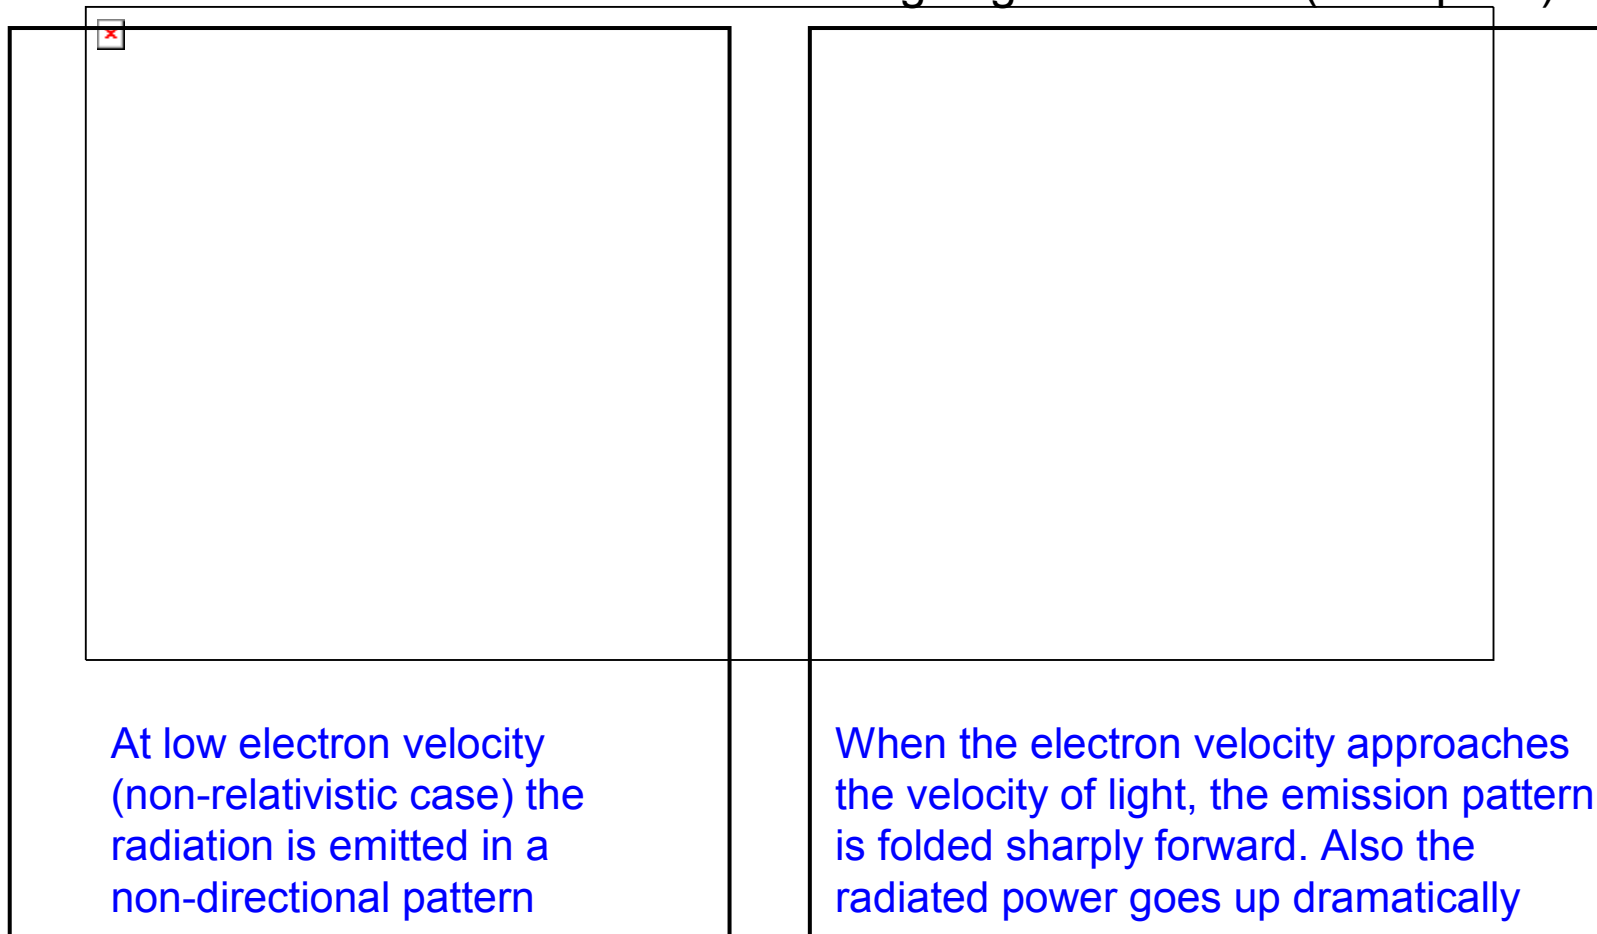 At low electron velocity
(non-relativistic case) the
radiation is emitted in a
non-directional pattern
When the electron velocity approaches
the velocity of light, the emission pattern
is folded sharply forward. Also the
radiated power goes up dramatically